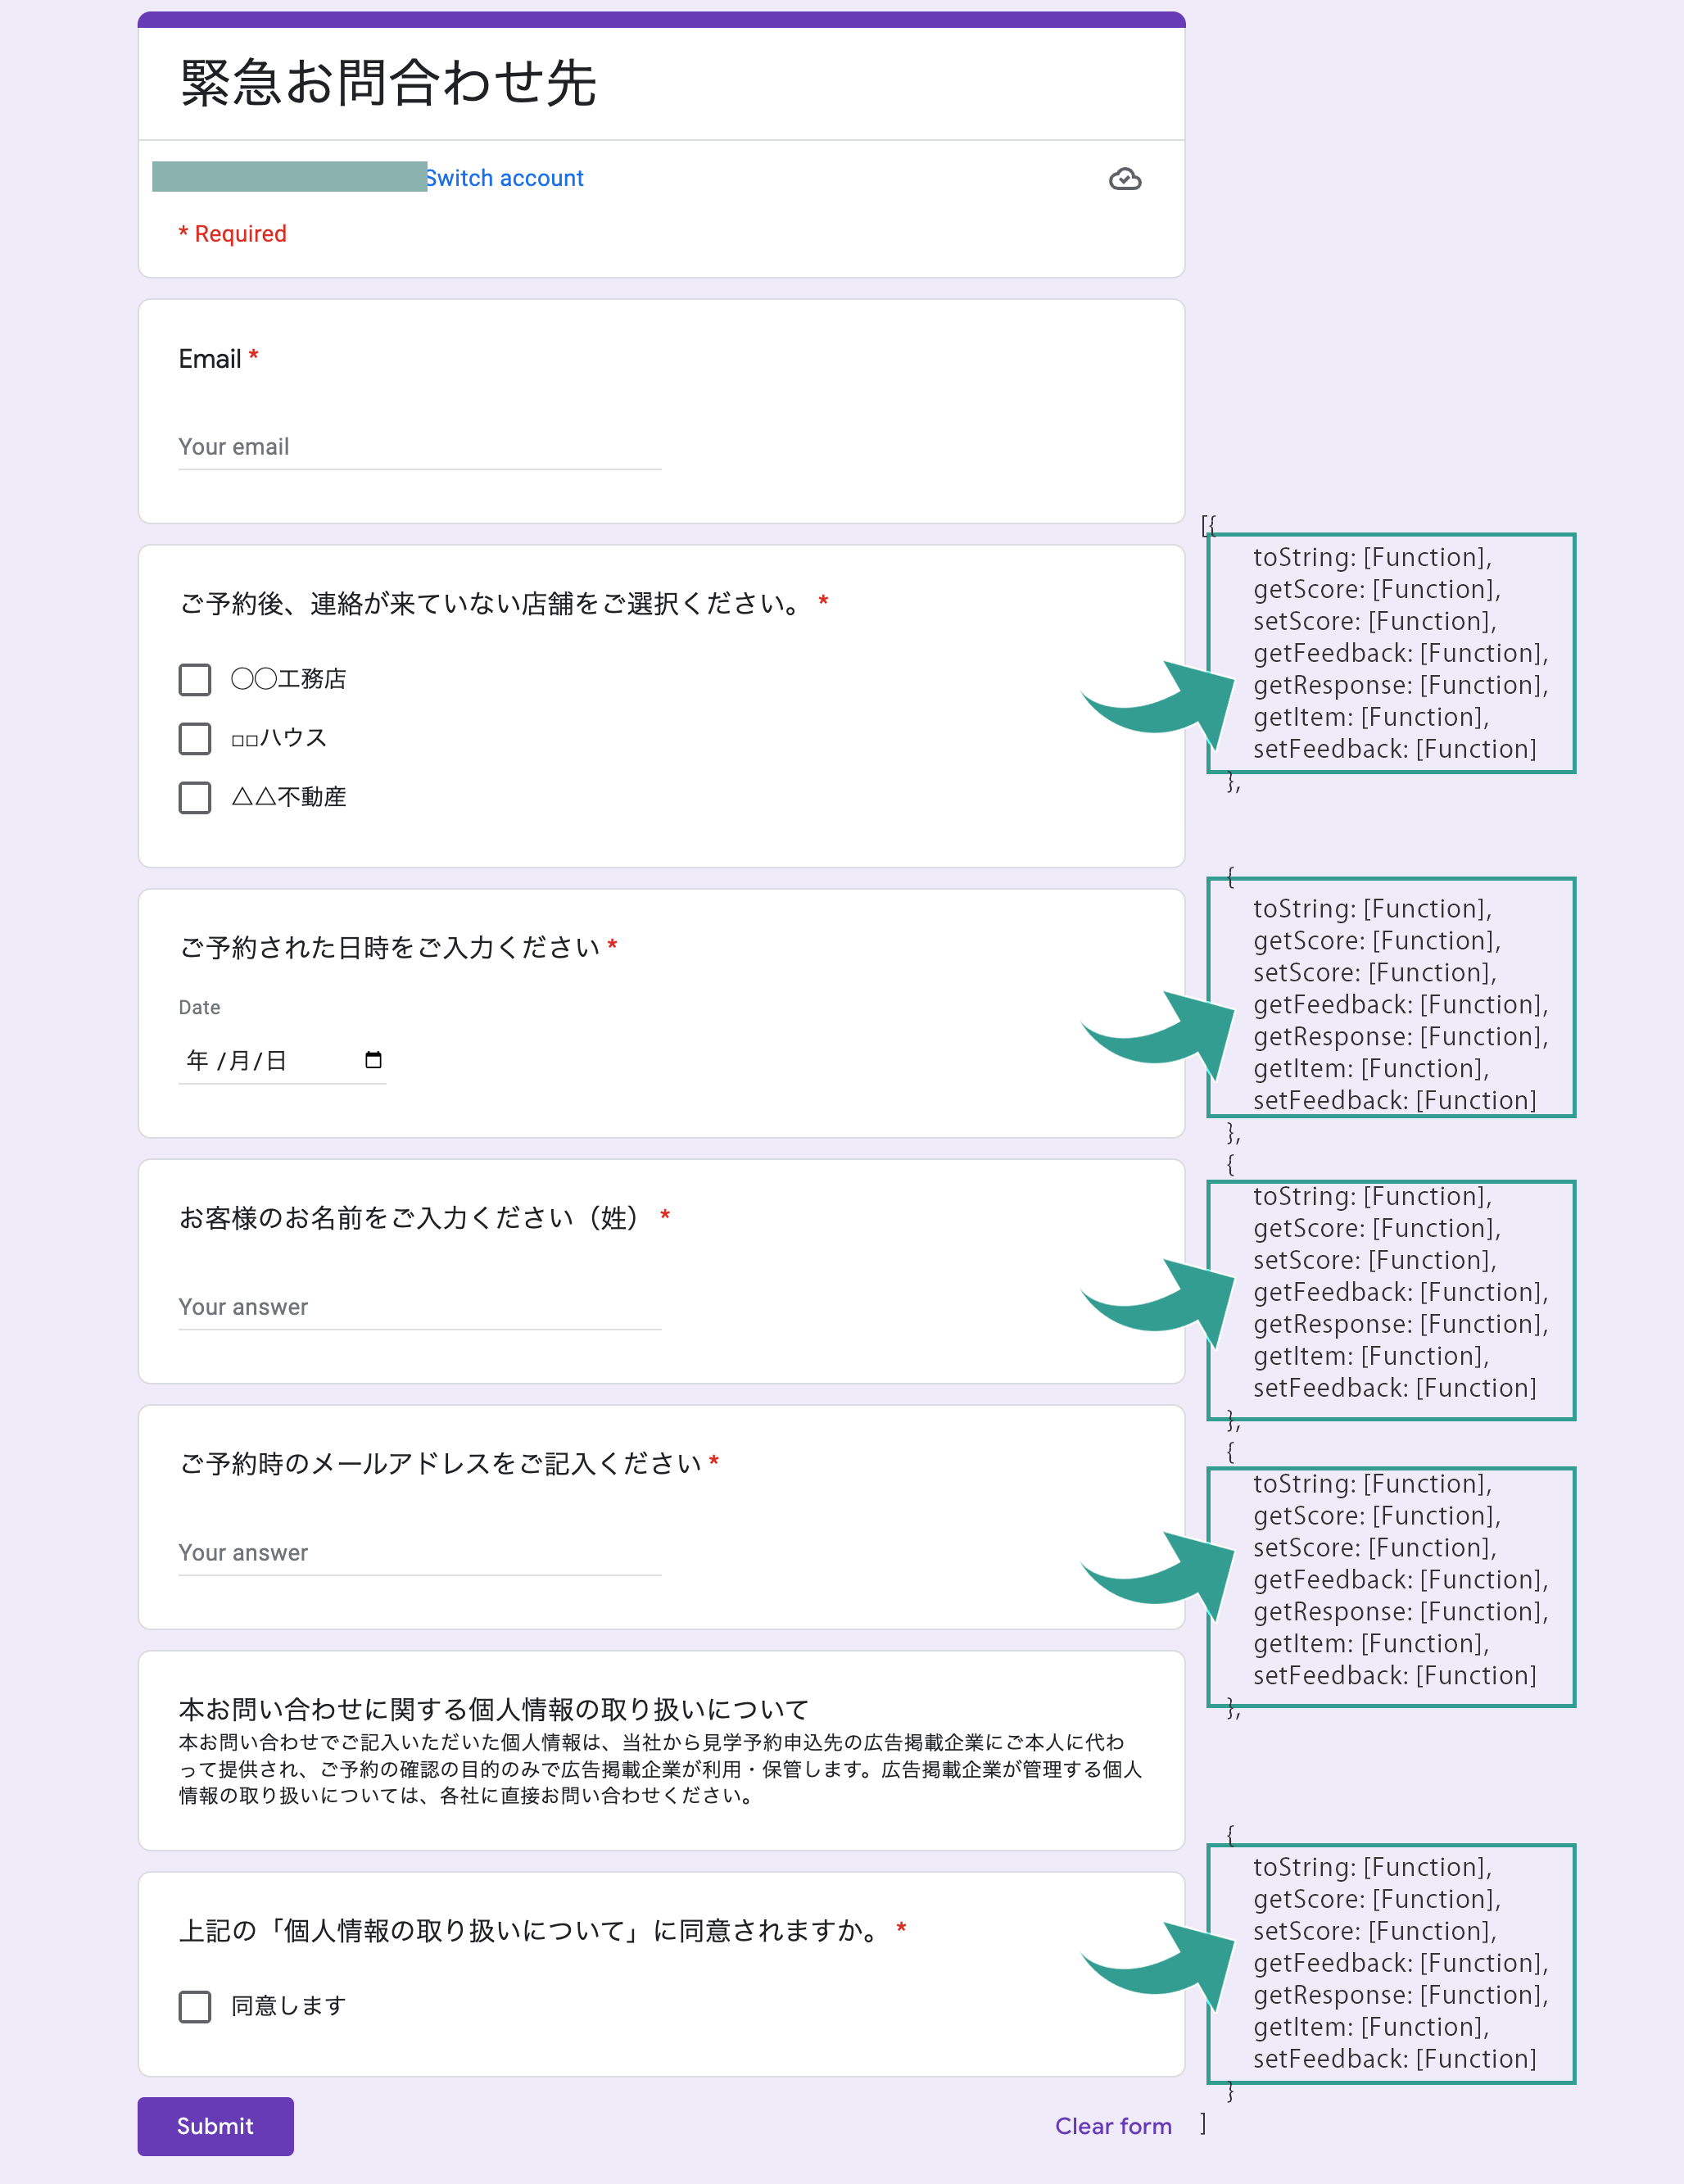 緊急お問合わせ先
Switch account
* Required
Email *
Your email
ご予約後、連絡が来ていない店舗をご選択ください。 *
◯◯工務店
□□ハウス
△△不動産
[{
toString: [Function],
getScore: [Function],
setScore: [Function],
getFeedback: [Function],
getResponse: [Function],
getItem: [Function],
setFeedback: [Function]
},
ご予約された日時をご入力ください *
Date
年 /月/日
{
toString: [Function],
getScore: [Function],
setScore: [Function],
getFeedback: [Function],
getResponse: [Function],
getItem: [Function],
setFeedback: [Function]
},
お客様のお名前をご入力ください（姓） *
Your answer
{
toString: [Function],
getScore: [Function],
setScore: [Function],
getFeedback: [Function],
getResponse: [Function],
getItem: [Function],
setFeedback: [Function]
},
ご予約時のメールアドレスをご記入ください *
Your answer
{
toString: [Function],
getScore: [Function],
setScore: [Function],
getFeedback: [Function],
getResponse: [Function],
getItem: [Function],
setFeedback: [Function]
},
本お問い合わせに関する個人情報の取り扱いについて
本お問い合わせでご記入いただいた個人情報は、当社から見学予約申込先の広告掲載企業にご本人に代わ
って提供され、ご予約の確認の目的のみで広告掲載企業が利用・保管します。広告掲載企業が管理する個人
情報の取り扱いについては、各社に直接お問い合わせください。
上記の「個人情報の取り扱いについて」に同意されますか。 *
同意します
{
toString: [Function],
getScore: [Function],
setScore: [Function],
getFeedback: [Function],
getResponse: [Function],
getItem: [Function],
setFeedback: [Function]
}
]
Submit
Clear form